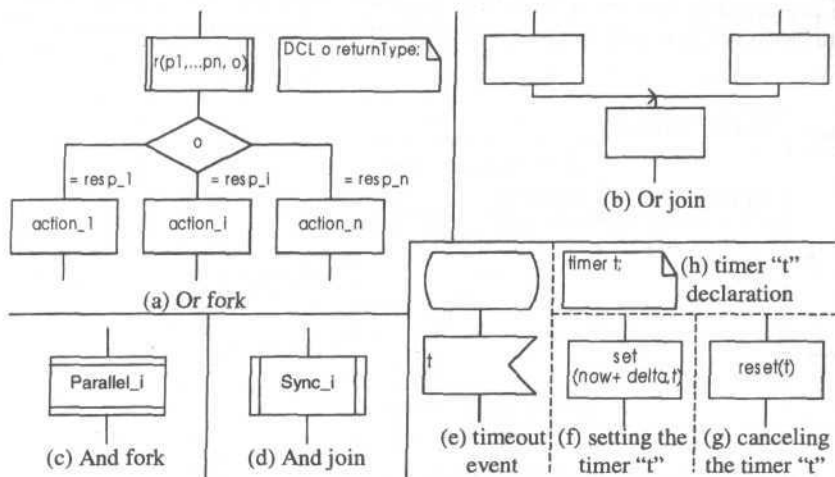 r(p1,...pn, o)
DCL o returnType;
o
= resp_1
= resp_i
= resp_n
action_1
action_i
action_n
(a) Or fork
(b) Or join
Parallel_i
(c) And fork
Sync_i
(d) And join
t
(e) timeout
event
timer t;
(h) timer “t”
declaration
set
(now+ delta,t)
(f) setting the
timer “t”
reset(t)
(g) canceling
the timer “t”